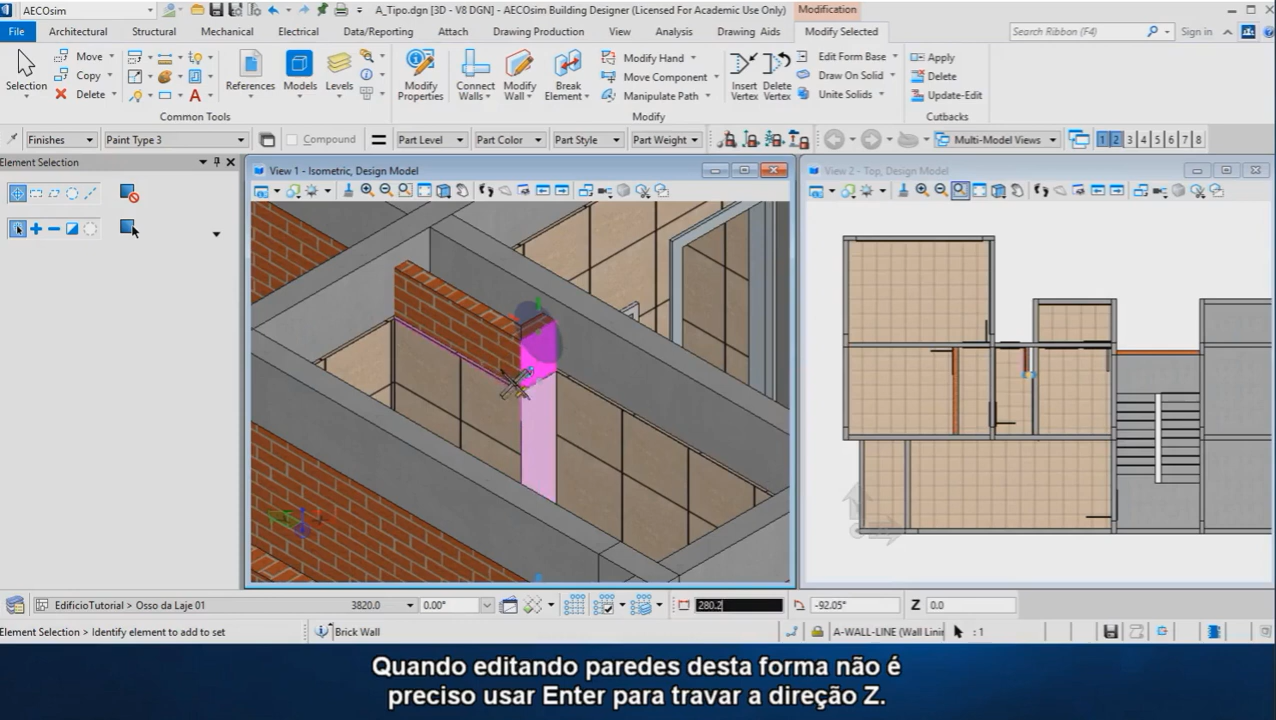 AECOsim
A_Tipo.dgn [3D - V8 DGN] - AECOsim Building Designer (Licensed For Academic Use Only)
Modification
File
Architectural
Structural
Mechanical
Electrical
Data/Reporting
Attach
Drawing Production
View
Analysis
Drawing Aids
Modify Selected
Search Ribbon (F4)
Sign in
Selection
Move
Copy
Delete
References
Models
Levels
Common Tools
Modify Properties
Connect Walls
Modify Wall
Break Element
Modify Hand
Modify Component
Manipulate Path
Modify
Insert Vertex
Delete Vertex
Edit Form Base
Draw On Solid
Unite Solids
Apply
Delete
Update-Edit
Cutbacks
Finishes
Paint Type 3
Compound
Part Level
Part Color
Part Style
Part Weight
Multi-Model Views
1 2 3 4 5 6 7 8
Element Selection
View 1 - Isometric, Design Model
View 2 - Top, Design Model
EdificioTutorial > Osso da Laje 01
3820.0
0.00°
280.2
-92.05°
Z
0.0
Element Selection > Identify element to add to set
Brick Wall
A-WALL-LINE (Wall Linin
: 1
Quando editando paredes desta forma não é
preciso usar Enter para travar a direção Z.